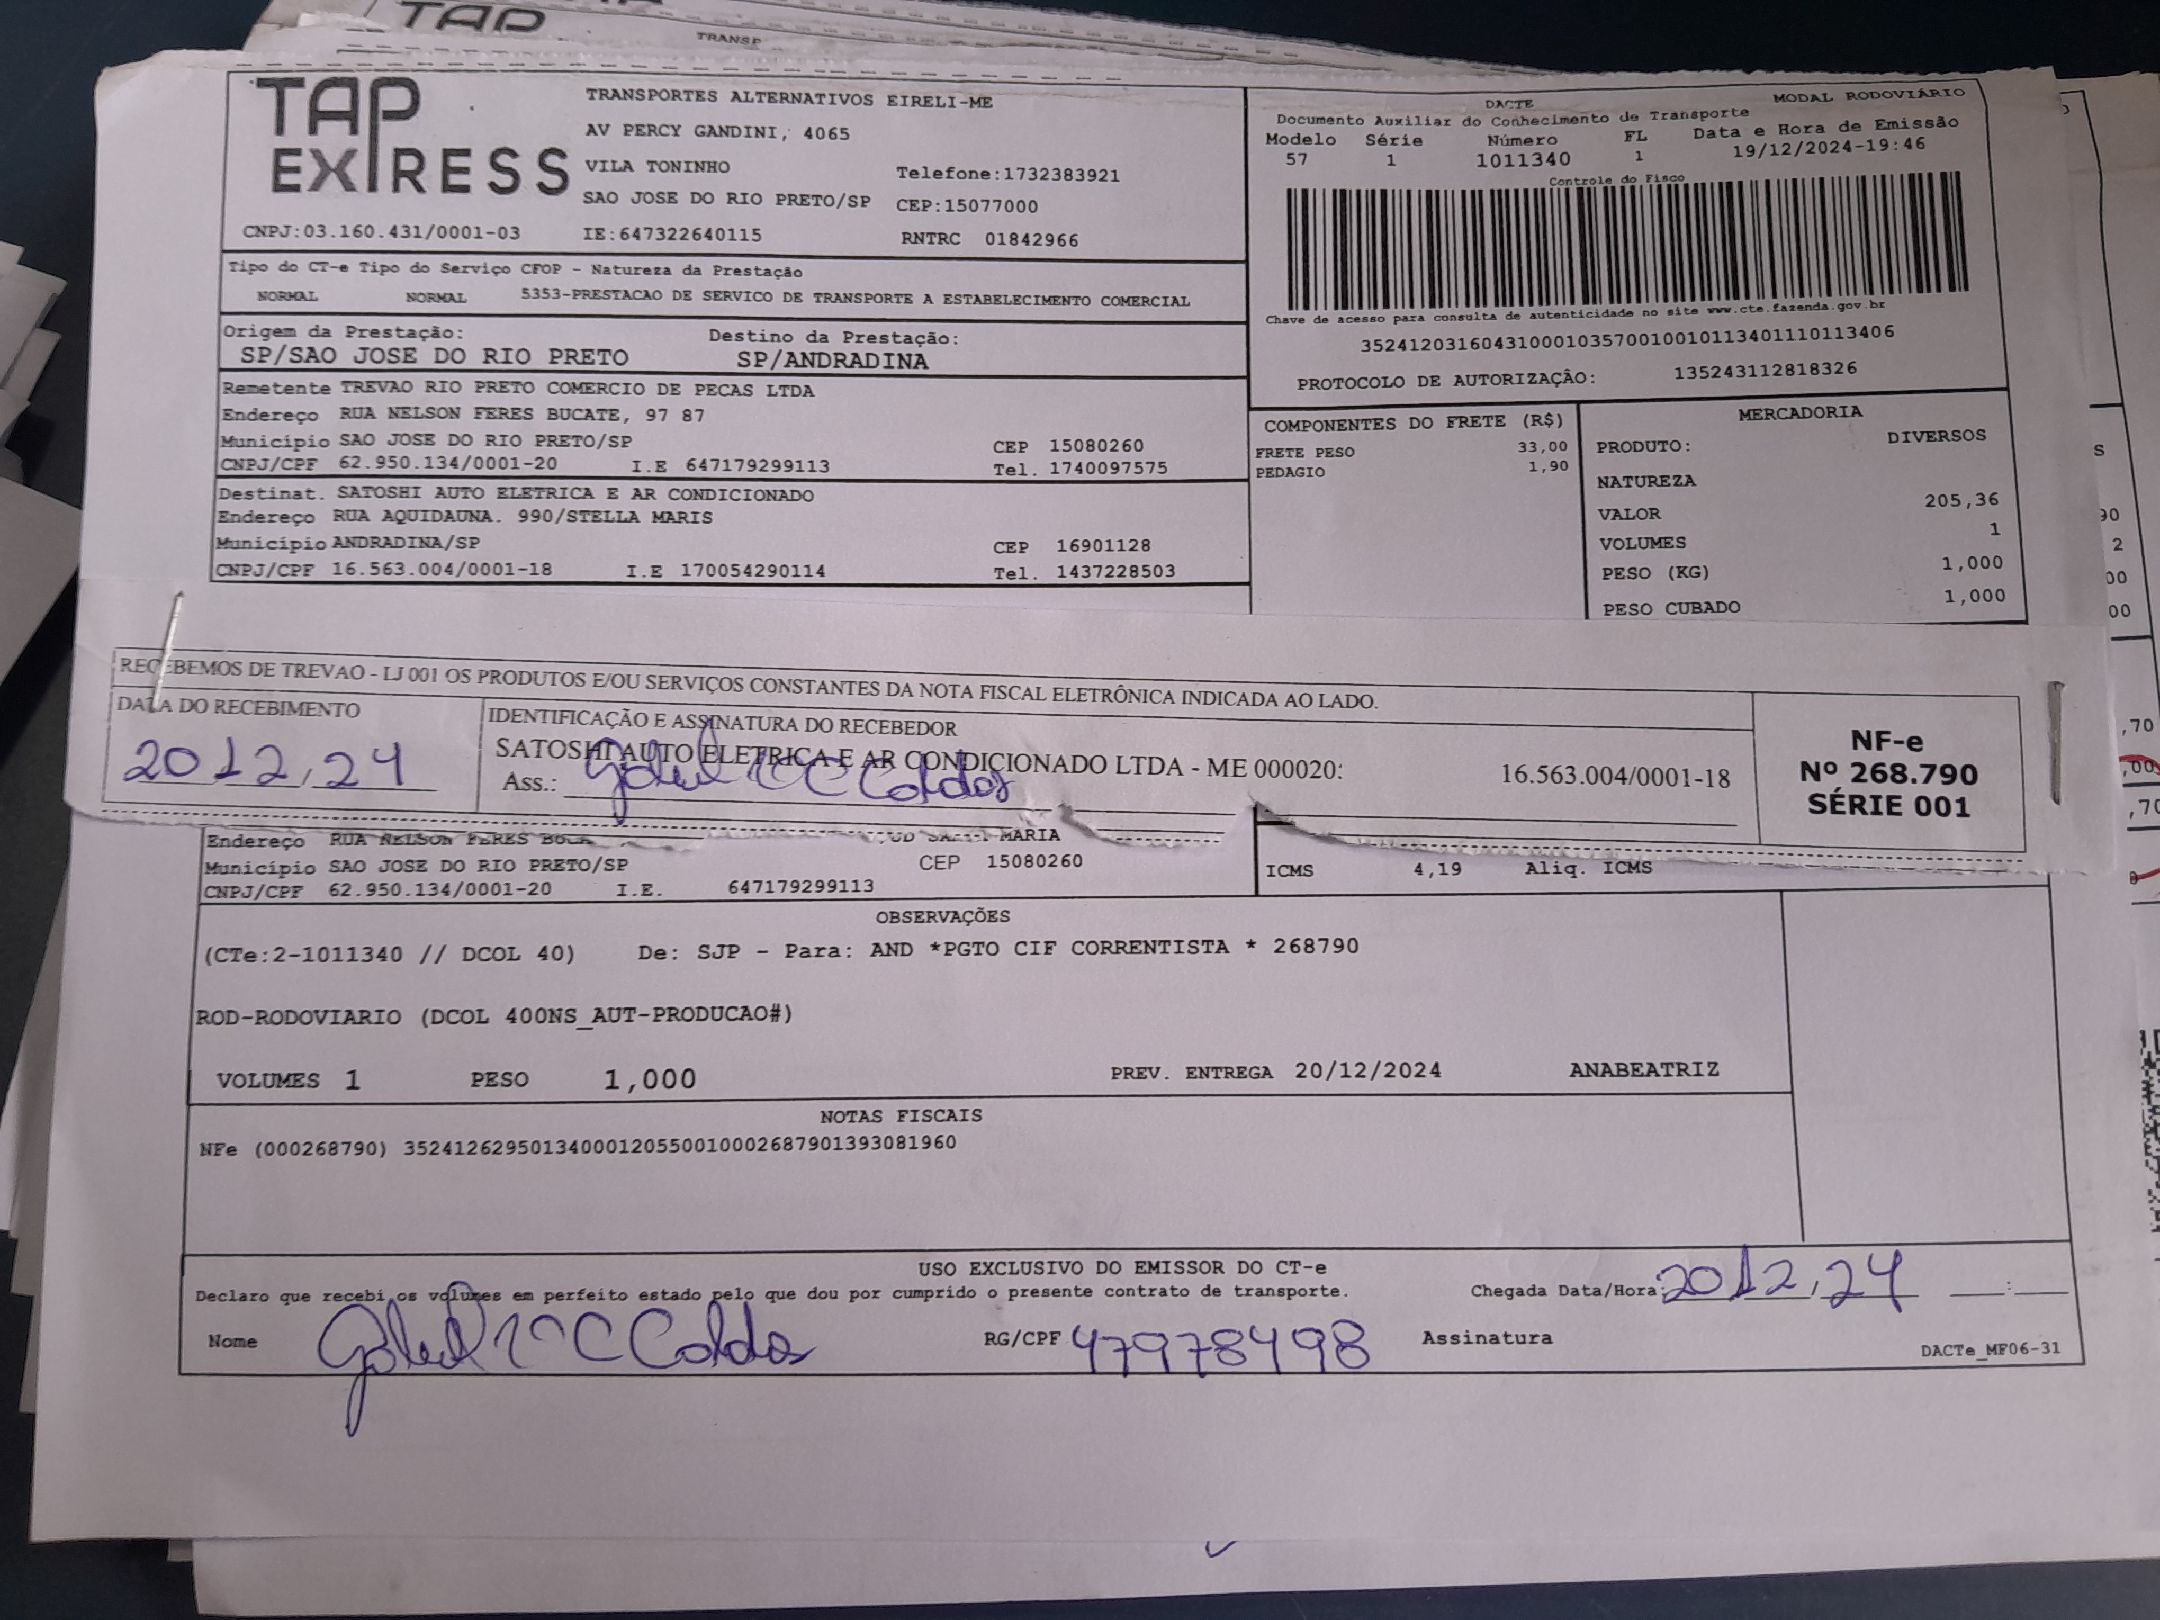 TAP
TRANSP
TAP EXPRESS
TRANSPORTES ALTERNATIVOS EIRELI-ME
AV PERCY GANDINI, 4065
VILA TONINHO Telefone:1732383921
SAO JOSE DO RIO PRETO/SP CEP:15077000
CNPJ:03.160.431/0001-03 IE:647322640115 RNTRC 01842966
DACTE MODAL RODOVIÁRIO
Documento Auxiliar do Conhecimento de Transporte
Modelo Série Número FL Data e Hora de Emissão
57 1 1011340 1 19/12/2024-19:46
Controle do Fisco
Chave de acesso para consulta de autenticidade no site www.cte.fazenda.gov.br
35241203160431000103570010010113401110113406
PROTOCOLO DE AUTORIZAÇÃO: 135243112818326
Tipo do CT-e Tipo do Serviço CFOP - Natureza da Prestação
NORMAL NORMAL 5353-PRESTACAO DE SERVICO DE TRANSPORTE A ESTABELECIMENTO COMERCIAL
Origem da Prestação: Destino da Prestação:
SP/SAO JOSE DO RIO PRETO SP/ANDRADINA
Remetente TREVAO RIO PRETO COMERCIO DE PECAS LTDA
Endereço RUA NELSON FERES BUCATE, 97 87
Município SAO JOSE DO RIO PRETO/SP CEP 15080260
CNPJ/CPF 62.950.134/0001-20 I.E 647179299113 Tel. 1740097575
Destinat. SATOSHI AUTO ELETRICA E AR CONDICIONADO
Endereço RUA AQUIDAUNA. 990/STELLA MARIS
Município ANDRADINA/SP CEP 16901128
CNPJ/CPF 16.563.004/0001-18 I.E 170054290114 Tel. 1437228503
COMPONENTES DO FRETE (R$)
FRETE PESO 33,00
PEDAGIO 1,90
MERCADORIA
PRODUTO: DIVERSOS
NATUREZA
VALOR 205,36
VOLUMES 1
PESO (KG) 1,000
PESO CUBADO 1,000
RECEBEMOS DE TREVAO - LJ 001 OS PRODUTOS E/OU SERVIÇOS CONSTANTES DA NOTA FISCAL ELETRÔNICA INDICADA AO LADO.
DATA DO RECEBIMENTO IDENTIFICAÇÃO E ASSINATURA DO RECEBEDOR
20 12, 24 SATOSHI AUTO ELETRICA E AR CONDICIONADO LTDA - ME 000020: 16.563.004/0001-18
Ass.:
NF-e
Nº 268.790
SÉRIE 001
Endereço RUA NELSON FERES MARIA
Município SAO JOSE DO RIO PRETO/SP CEP 15080260
CNPJ/CPF 62.950.134/0001-20 I.E. 647179299113
ICMS 4,19 Aliq. ICMS
OBSERVAÇÕES
(CTe:2-1011340 // DCOL 40) De: SJP - Para: AND *PGTO CIF CORRENTISTA * 268790
ROD-RODOVIARIO (DCOL 400NS_AUT-PRODUCAO#)
VOLUMES 1 PESO 1,000 PREV. ENTREGA 20/12/2024 ANABEATRIZ
NOTAS FISCAIS
NFe (000268790) 35241262950134000120550010002687901393081960
USO EXCLUSIVO DO EMISSOR DO CT-e
Declaro que recebi os volumes em perfeito estado pelo que dou por cumprido o presente contrato de transporte. Chegada Data/Hora: 20 12, 24 :
Nome RG/CPF 47978498 Assinatura
DACTe_MF06-31